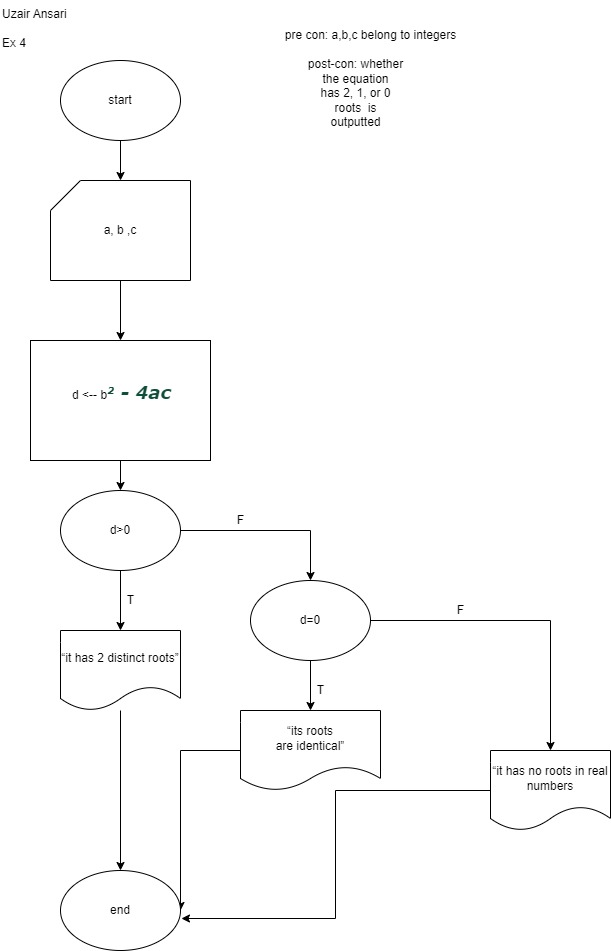 Uzair Ansari
Ex 4
pre con: a,b,c belong to integers
post-con: whether
the equation
has 2, 1, or 0
roots is
outputted
start
a, b ,c
d <-- b² - 4ac
d>0
F
T
d=0
F
T
“it has 2 distinct roots”
“its roots
are identical”
“it has no roots in real
numbers
end